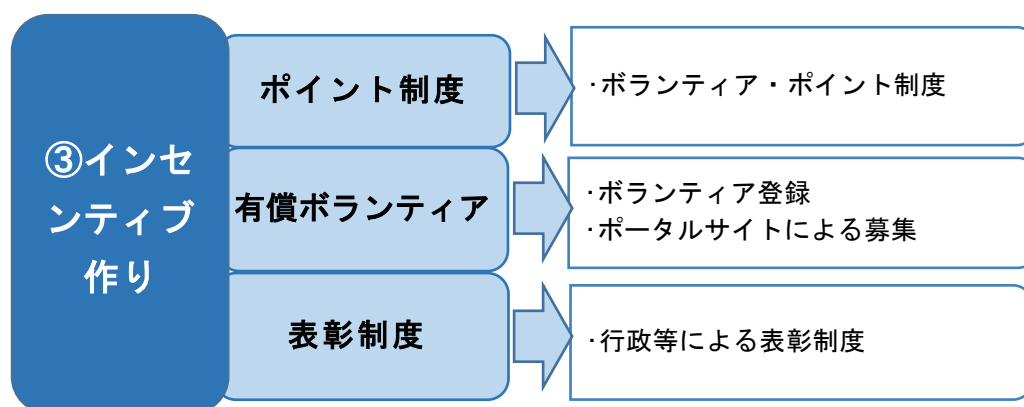 ③インセ
ンティブ
作り
ポイント制度
·ボランティア・ポイント制度
有償ボランティア
·ボランティア登録
·ポータルサイトによる募集
表彰制度
·行政等による表彰制度